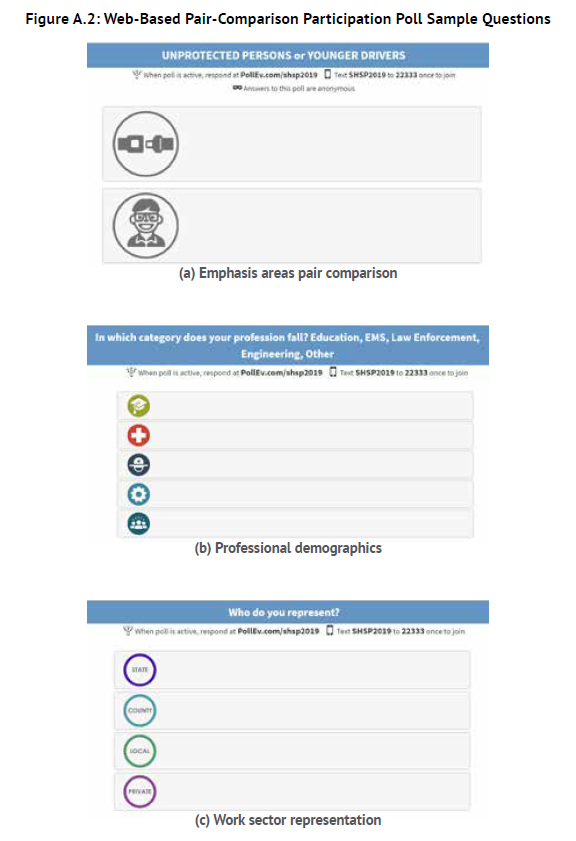 Figure A.2: Web-Based Pair-Comparison Participation Poll Sample Questions
UNPROTECTED PERSONS or YOUNGER DRIVERS
When poll is active, respond at PollEv.com/shsp2019 Text SHSP2019 to 22333 once to join
Answers to this poll are anonymous
(a) Emphasis areas pair comparison
In which category does your profession fall? Education, EMS, Law Enforcement,
Engineering, Other
When poll is active, respond at PollEv.com/shsp2019 Text SHSP2019 to 22333 once to join
(b) Professional demographics
Who do you represent?
When poll is active, respond at PollEv.com/shsp2019 Text SHSP2019 to 22333 once to join
STATE
COUNTY
LOCAL
PRIVATE
(c) Work sector representation